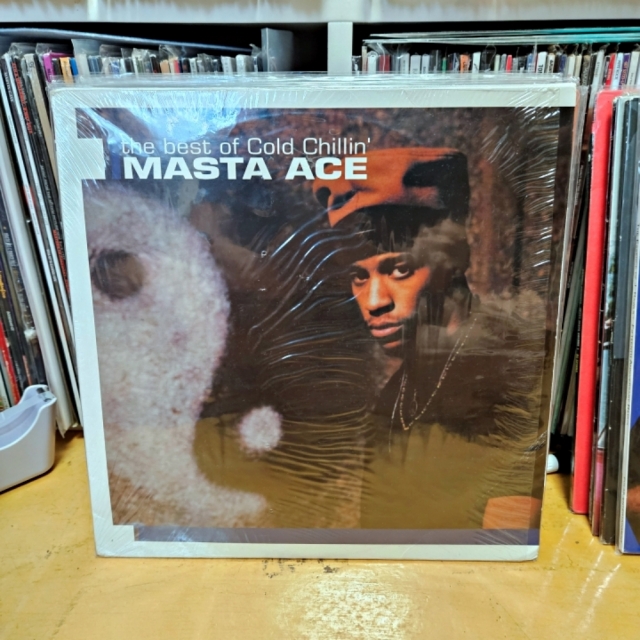 the best of Cold Chillin'
MASTA ACE